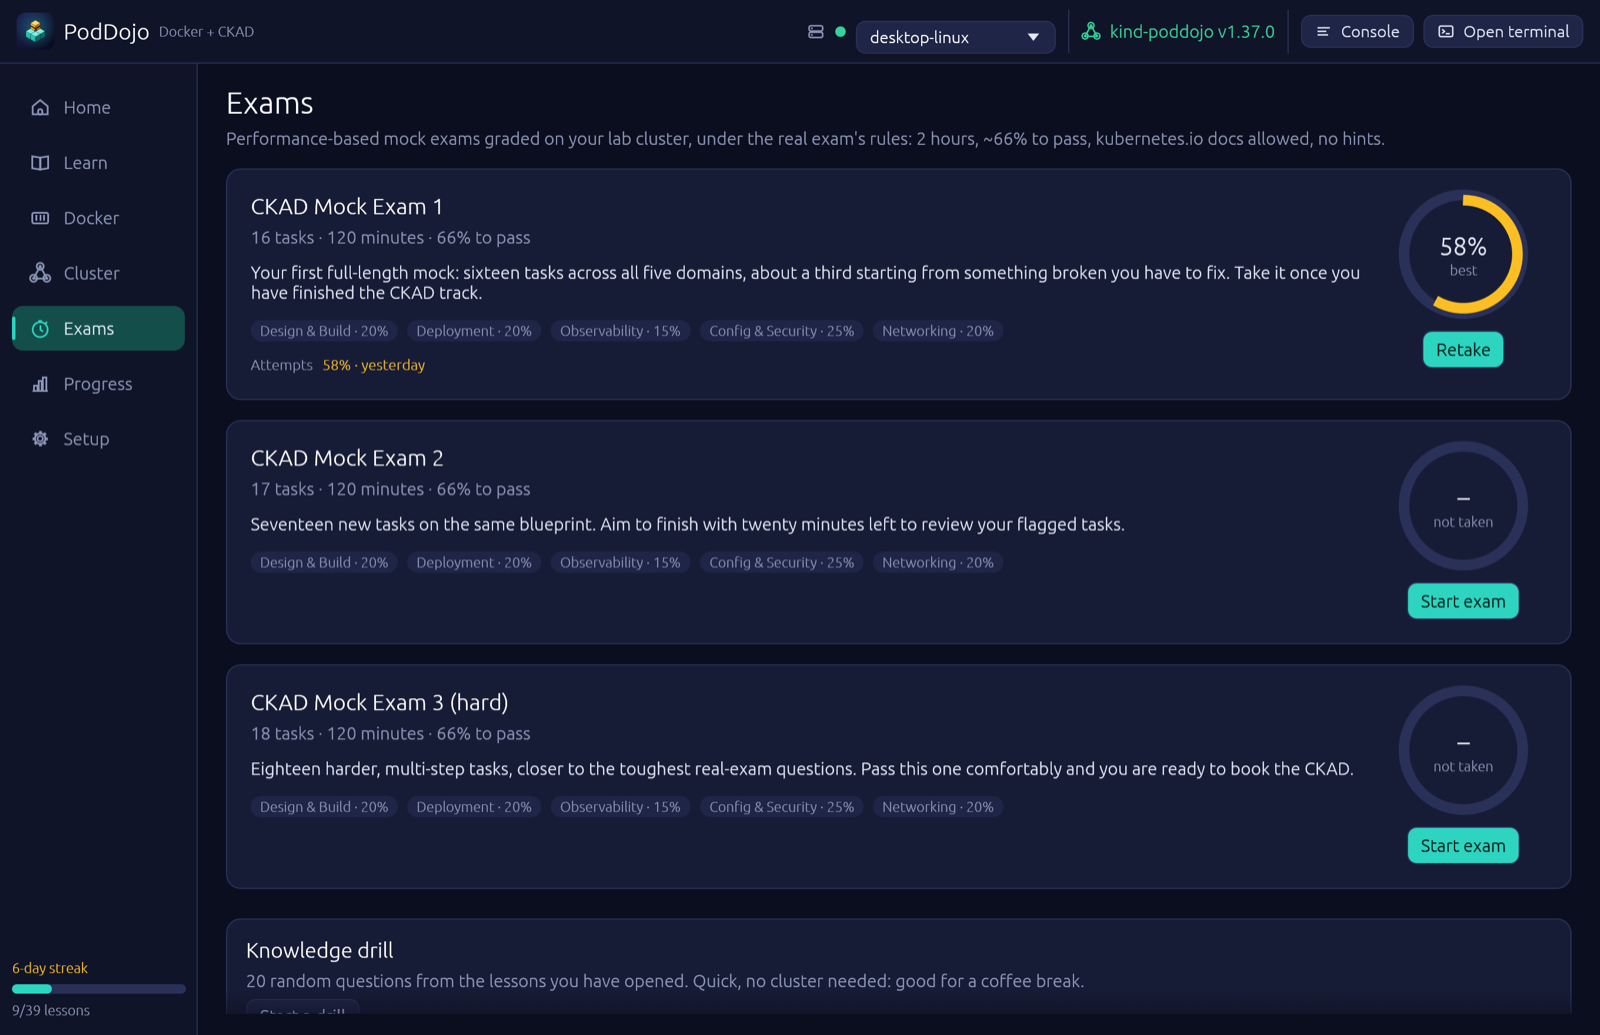 PodDojo Docker + CKAD
desktop-linux
kind-poddojo v1.37.0
Console
Open terminal
Home
Learn
Docker
Cluster
Exams
Progress
Setup
6-day streak
9/39 lessons
Exams
Performance-based mock exams graded on your lab cluster, under the real exam's rules: 2 hours, ~66% to pass, kubernetes.io docs allowed, no hints.
CKAD Mock Exam 1
16 tasks · 120 minutes · 66% to pass
Your first full-length mock: sixteen tasks across all five domains, about a third starting from something broken you have to fix. Take it once you
have finished the CKAD track.
Design & Build · 20% Deployment · 20% Observability · 15% Config & Security · 25% Networking · 20%
Attempts 58% · yesterday
58%
best
Retake
CKAD Mock Exam 2
17 tasks · 120 minutes · 66% to pass
Seventeen new tasks on the same blueprint. Aim to finish with twenty minutes left to review your flagged tasks.
Design & Build · 20% Deployment · 20% Observability · 15% Config & Security · 25% Networking · 20%
–
not taken
Start exam
CKAD Mock Exam 3 (hard)
18 tasks · 120 minutes · 66% to pass
Eighteen harder, multi-step tasks, closer to the toughest real-exam questions. Pass this one comfortably and you are ready to book the CKAD.
Design & Build · 20% Deployment · 20% Observability · 15% Config & Security · 25% Networking · 20%
–
not taken
Start exam
Knowledge drill
20 random questions from the lessons you have opened. Quick, no cluster needed: good for a coffee break.
Start a drill